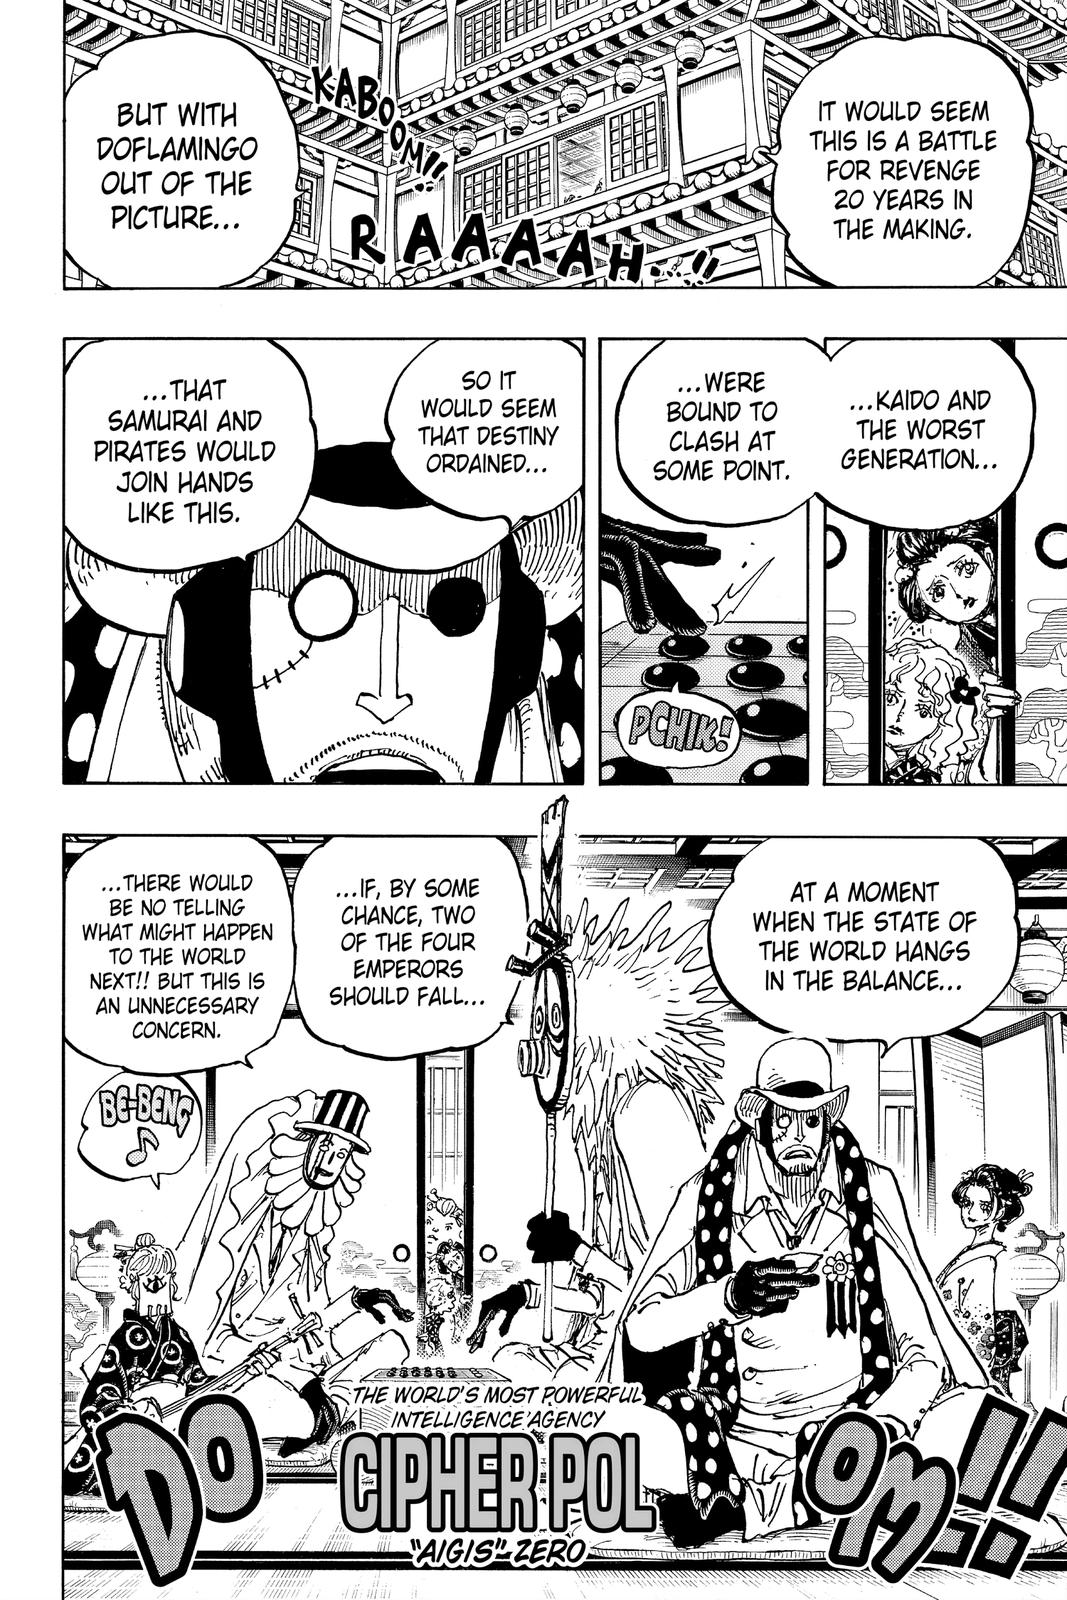 IT WOULD SEEM
THIS IS A BATTLE
FOR REVENGE
20 YEARS IN
THE MAKING.
KABOOM!!
RAAAAAH...!!
BUT WITH
DOFLAMINGO
OUT OF THE
PICTURE...
...KAIDO AND
THE WORST
GENERATION...
...WERE
BOUND TO
CLASH AT
SOME POINT.
PCHIK!
SO IT
WOULD SEEM
THAT DESTINY
ORDAINED...
...THAT
SAMURAI AND
PIRATES WOULD
JOIN HANDS
LIKE THIS.
AT A MOMENT
WHEN THE STATE OF
THE WORLD HANGS
IN THE BALANCE...
...IF, BY SOME
CHANCE, TWO
OF THE FOUR
EMPERORS
SHOULD FALL...
...THERE WOULD
BE NO TELLING
WHAT MIGHT HAPPEN
TO THE WORLD
NEXT!! BUT THIS IS
AN UNNECESSARY
CONCERN.
BE-BENG
THE WORLD'S MOST POWERFUL
INTELLIGENCE AGENCY
CIPHER POL
"AIGIS" ZERO
DOOM...!!